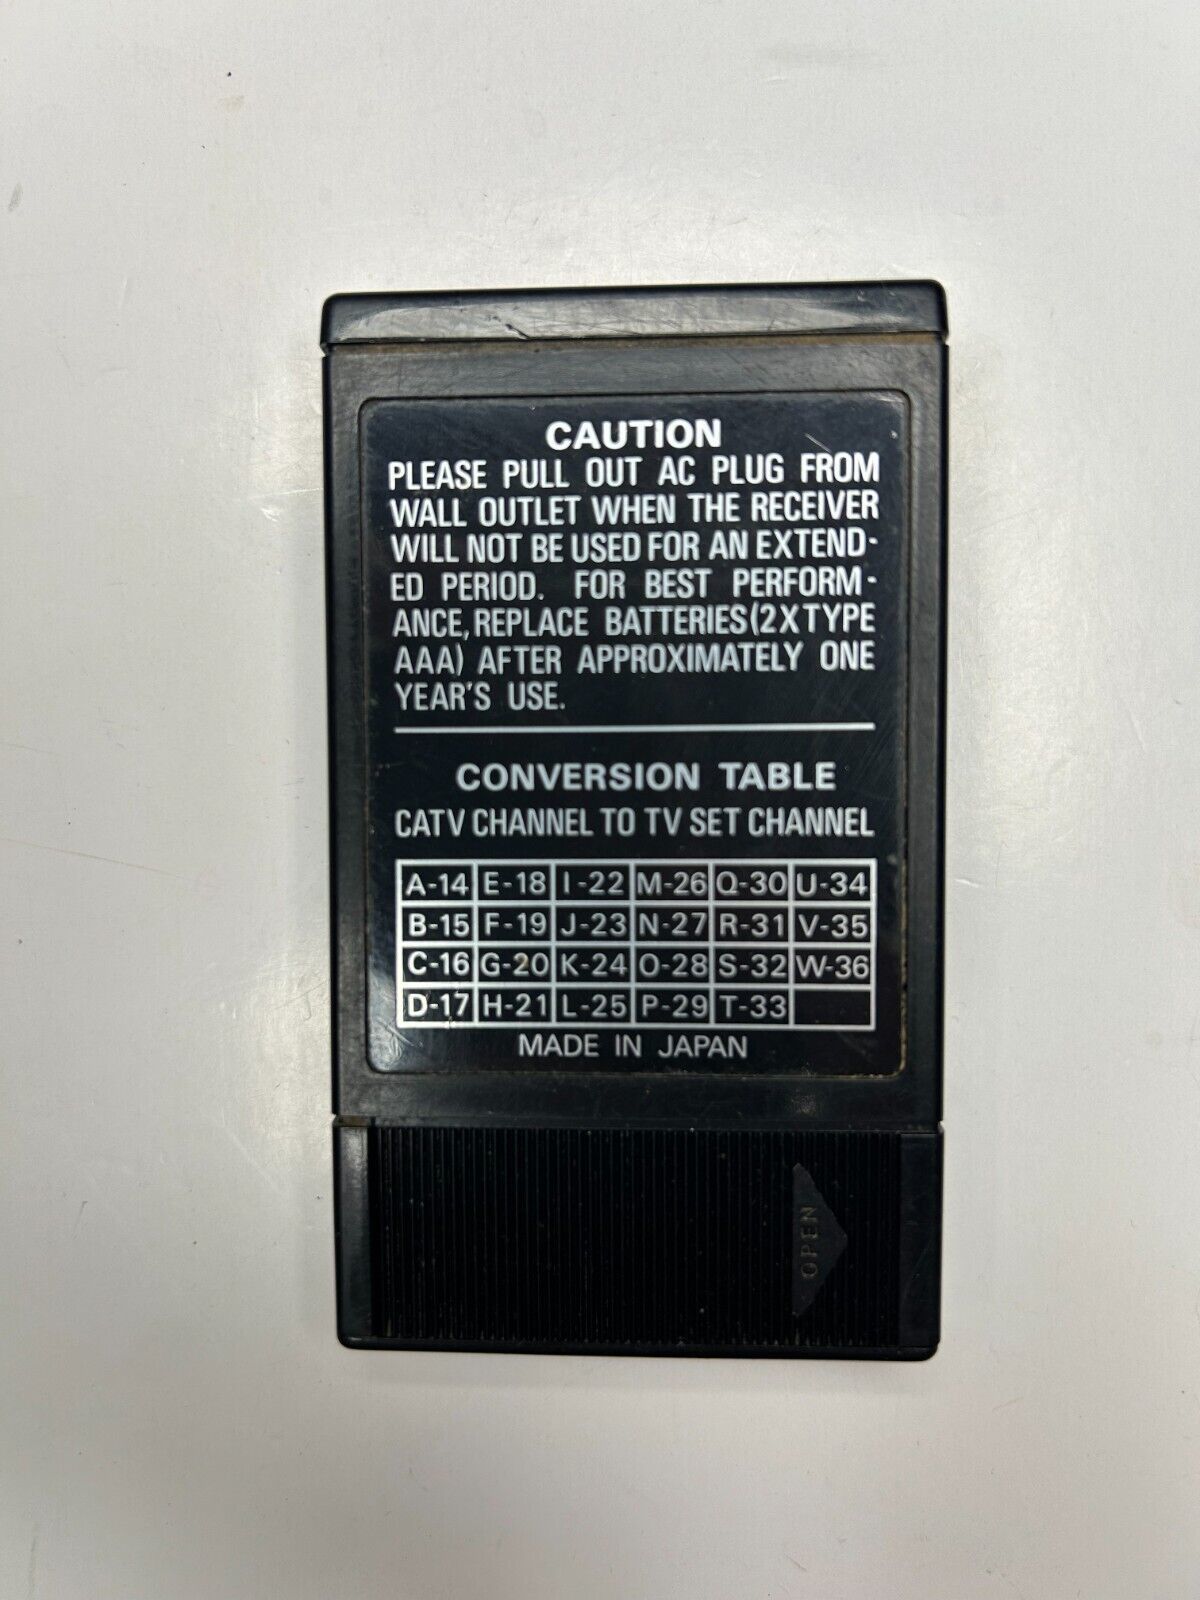 CAUTION
PLEASE PULL OUT AC PLUG FROM
WALL OUTLET WHEN THE RECEIVER
WILL NOT BE USED FOR AN EXTEND-
ED PERIOD. FOR BEST PERFORM-
ANCE, REPLACE BATTERIES (2XTYPE
AAA) AFTER APPROXIMATELY ONE
YEAR'S USE.
CONVERSION TABLE
CATV CHANNEL TO TV SET CHANNEL
A-14 E-18 I-22 M-26 Q-30 U-34
B-15 F-19 J-23 N-27 R-31 V-35
C-16 G-20 K-24 O-28 S-32 W-36
D-17 H-21 L-25 P-29 T-33
MADE IN JAPAN
OPEN